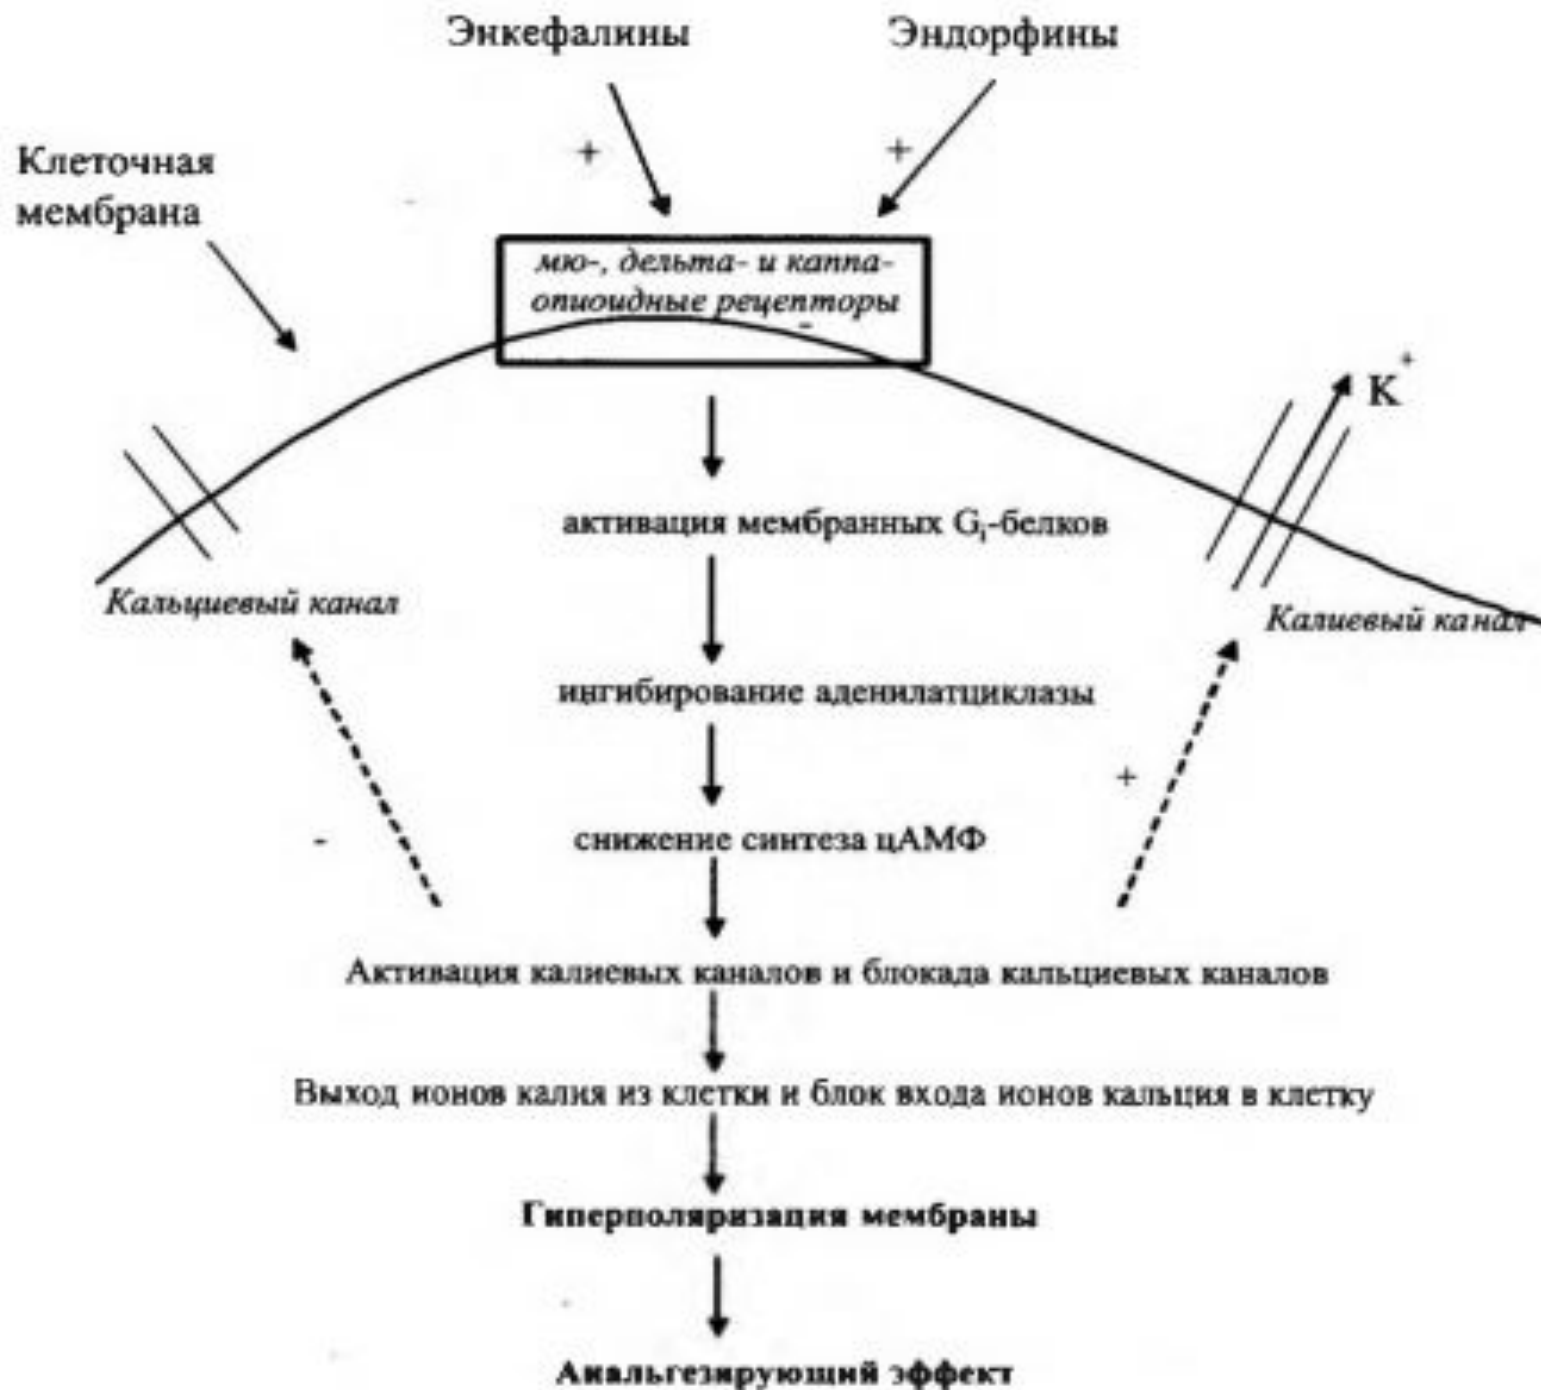 Энкефалины
Эндорфины
+
+
Клеточная
мембрана
мю-, дельта- и каппа-
опиоидные рецепторы
K+
активация мембранных Gi-белков
Кальциевый канал
Калиевый канал
ингибирование аденилатциклазы
+
-
снижение синтеза цАМФ
Активация калиевых каналов и блокада кальциевых каналов
Выход ионов калия из клетки и блок входа ионов кальция в клетку
Гиперполяризация мембраны
Анальгезирующий эффект